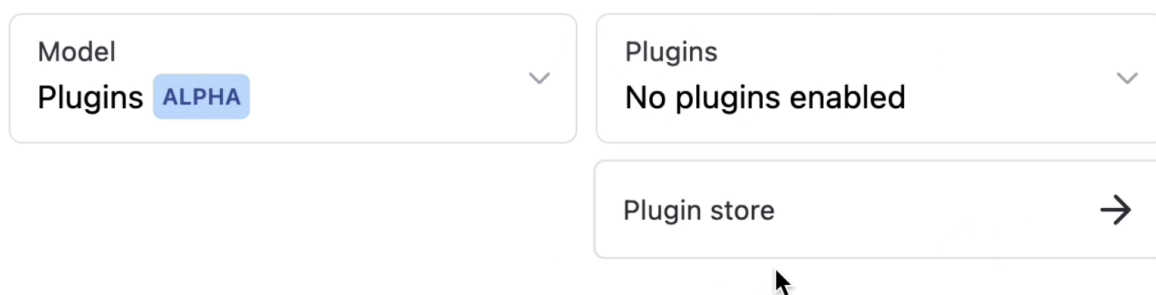 Model
Plugins ALPHA
Plugins
No plugins enabled
Plugin store